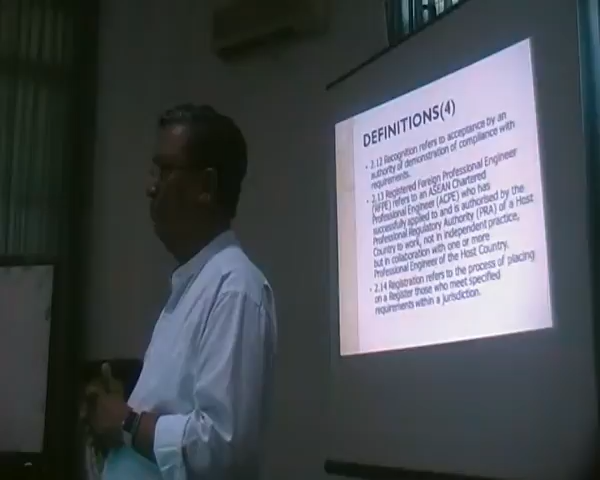 DEFINITIONS(4)
• 2.12 Recognition refers to acceptance by an
authority of demonstration of compliance with
requirements.
• 2.13 Registered Foreign Professional Engineer
(RFPE) refers to an ASEAN Chartered
Professional Engineer (ACPE) who has
successfully applied to and is authorised by the
Professional Regulatory Authority (PRA) of a Host
Country to work, not in independent practice,
but in collaboration with one or more
Professional Engineer of the Host Country.
• 2.14 Registration refers to the process of placing
on a Register those who meet specified
requirements within a jurisdiction.